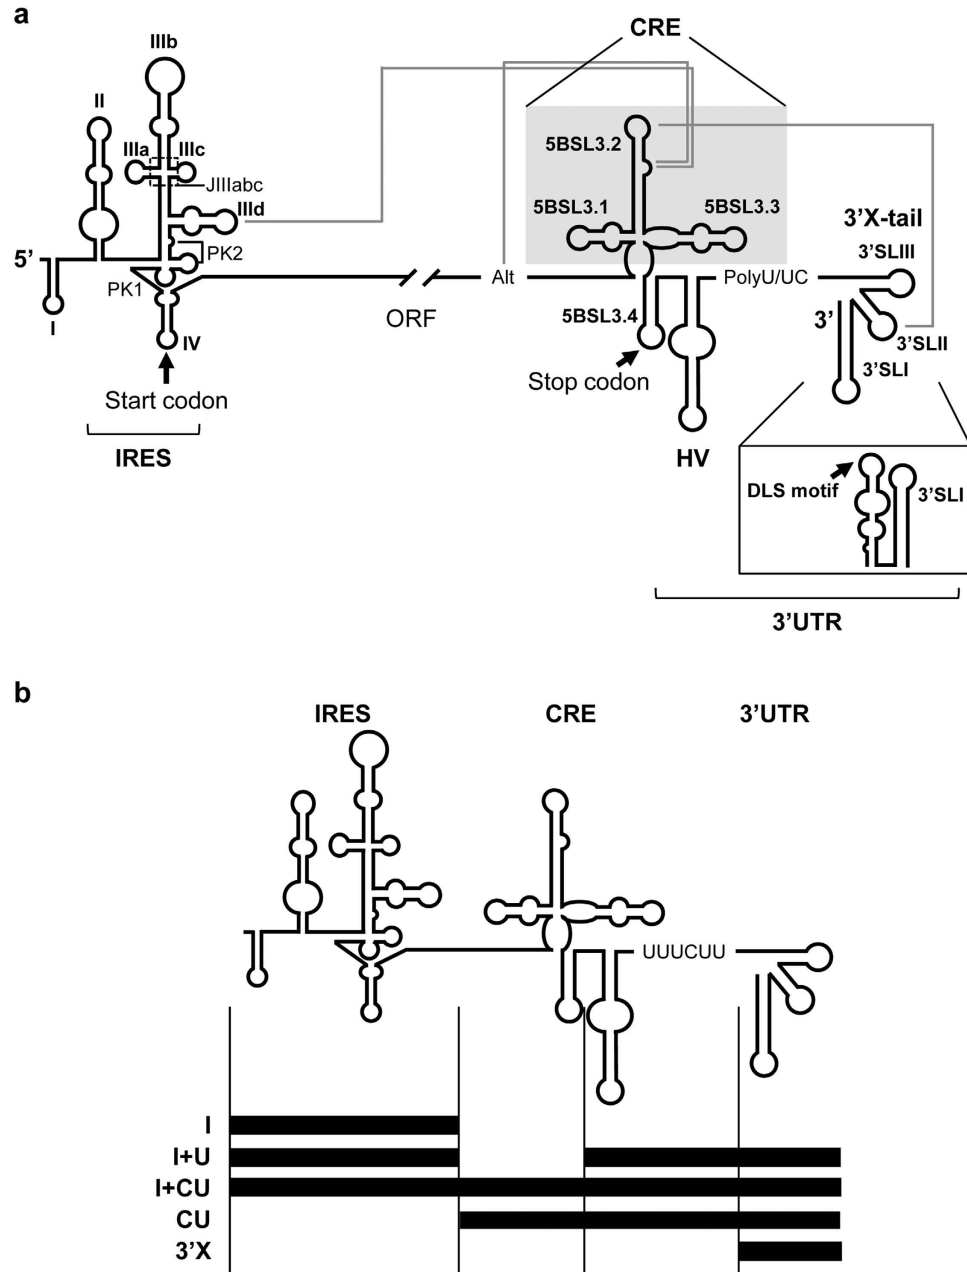 a
CRE
IIIb
II
5BSL3.2
IIIa
IIIc
JIIIabc
IIId
5BSL3.1
5BSL3.3
3'X-tail
5'
PK2
3'SLIII
PK1
Alt
PolyU/UC
I
ORF
5BSL3.4
3'
3'SLII
IV
3'SLI
Start codon
Stop codon
IRES
HV
DLS motif
3'SLI
3'UTR
b
IRES
CRE
3'UTR
UUUCUU
I
I+U
I+CU
CU
3'X